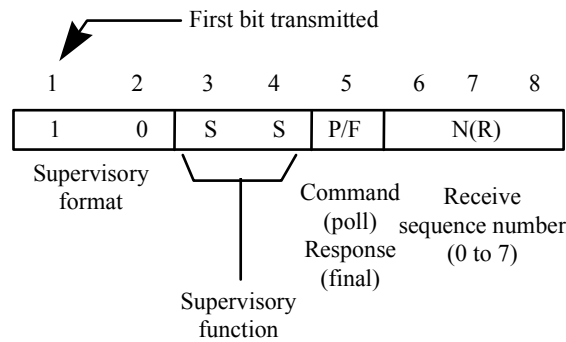 First bit transmitted
1 2 3 4 5 6 7 8
1 0 S S P/F N(R)
Supervisory
format
Command
(poll)
Response
(final)
Receive
sequence number
(0 to 7)
Supervisory
function